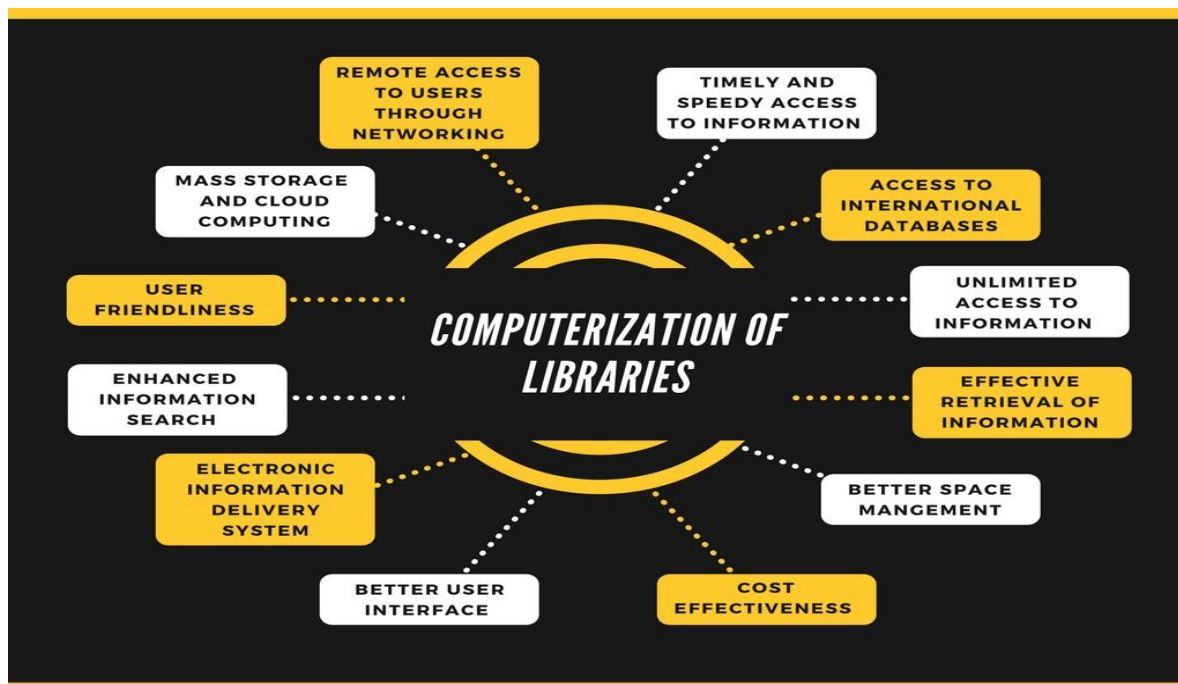 REMOTE ACCESS
TO USERS
THROUGH
NETWORKING
TIMELY AND
SPEEDY ACCESS
TO INFORMATION
MASS STORAGE
AND CLOUD
COMPUTING
ACCESS TO
INTERNATIONAL
DATABASES
USER
FRIENDLINESS
UNLIMITED
ACCESS TO
INFORMATION
COMPUTERIZATION OF
LIBRARIES
ENHANCED
INFORMATION
SEARCH
EFFECTIVE
RETRIEVAL OF
INFORMATION
ELECTRONIC
INFORMATION
DELIVERY
SYSTEM
BETTER SPACE
MANGEMENT
BETTER USER
INTERFACE
COST
EFFECTIVENESS